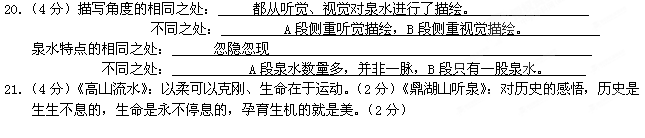 20.（4 分）描写角度的相同之处：都从听觉、视觉对泉水进行了描绘。
不同之处：A 段侧重听觉描绘，B 段侧重视觉描绘。
泉水特点的相同之处：忽隐忽现
不同之处：A 段泉水数量多，并非一脉，B 段只有一股泉水。
21.（4 分）《高山流水》：以柔可以克刚、生命在于运动。（2 分）《鼎湖山听泉》：对历史的感悟，历史是
生生不息的，生命是永不停息的，孕育生机的就是美。（2 分）